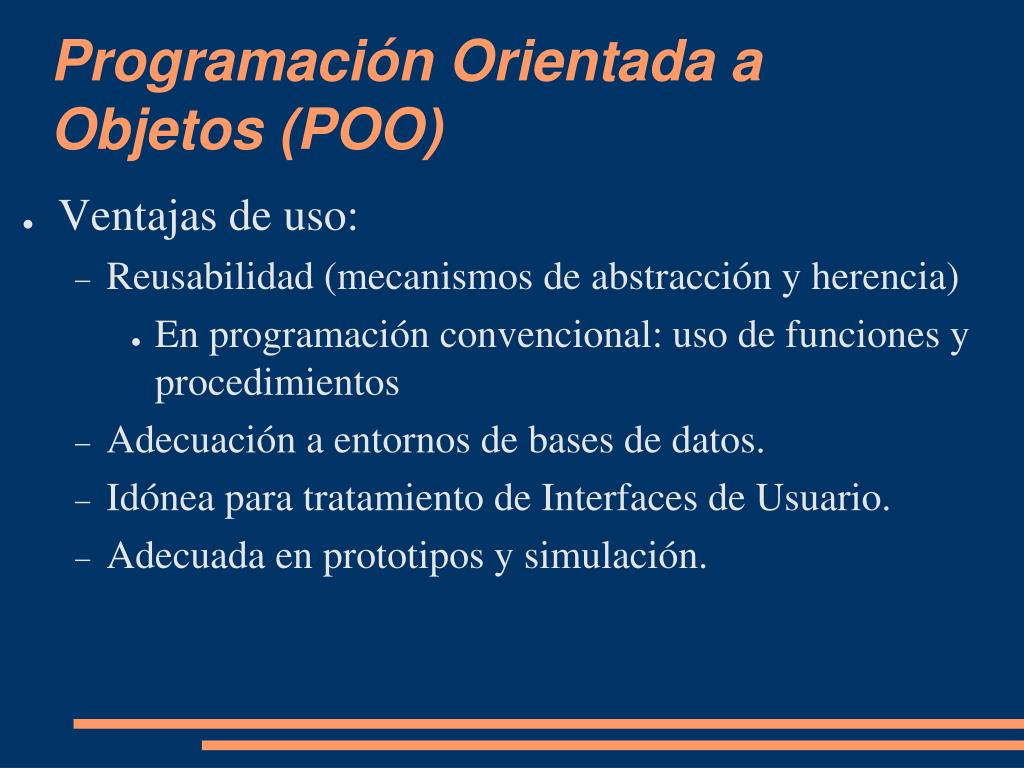 Programación Orientada a
Objetos (POO)
● Ventajas de uso:
– Reusabilidad (mecanismos de abstracción y herencia)
● En programación convencional: uso de funciones y
procedimientos
– Adecuación a entornos de bases de datos.
– Idónea para tratamiento de Interfaces de Usuario.
– Adecuada en prototipos y simulación.